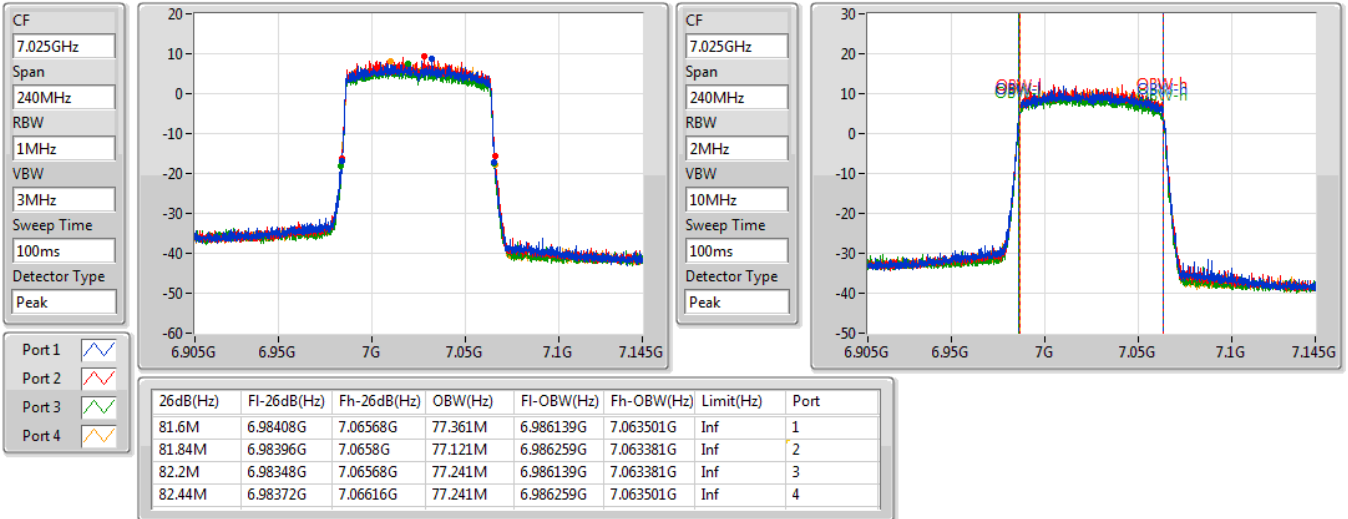 CF
7.025GHz
Span
240MHz
RBW
1MHz
VBW
3MHz
Sweep Time
100ms
Detector Type
Peak
20
10
0
-10
-20
-30
-40
-50
-60
6.905G 6.95G 7G 7.05G 7.1G 7.145G
CF
7.025GHz
Span
240MHz
RBW
2MHz
VBW
10MHz
Sweep Time
100ms
Detector Type
Peak
30
20
10
0
-10
-20
-30
-40
-50
OBW-l OBW-h
6.905G 6.95G 7G 7.05G 7.1G 7.145G
Port 1
Port 2
Port 3
Port 4
26dB(Hz) Fl-26dB(Hz) Fh-26dB(Hz) OBW(Hz) Fl-OBW(Hz) Fh-OBW(Hz) Limit(Hz) Port
81.6M 6.98408G 7.06568G 77.361M 6.986139G 7.063501G Inf 1
81.84M 6.98396G 7.0658G 77.121M 6.986259G 7.063381G Inf 2
82.2M 6.98348G 7.06568G 77.241M 6.986139G 7.063381G Inf 3
82.44M 6.98372G 7.06616G 77.241M 6.986259G 7.063501G Inf 4